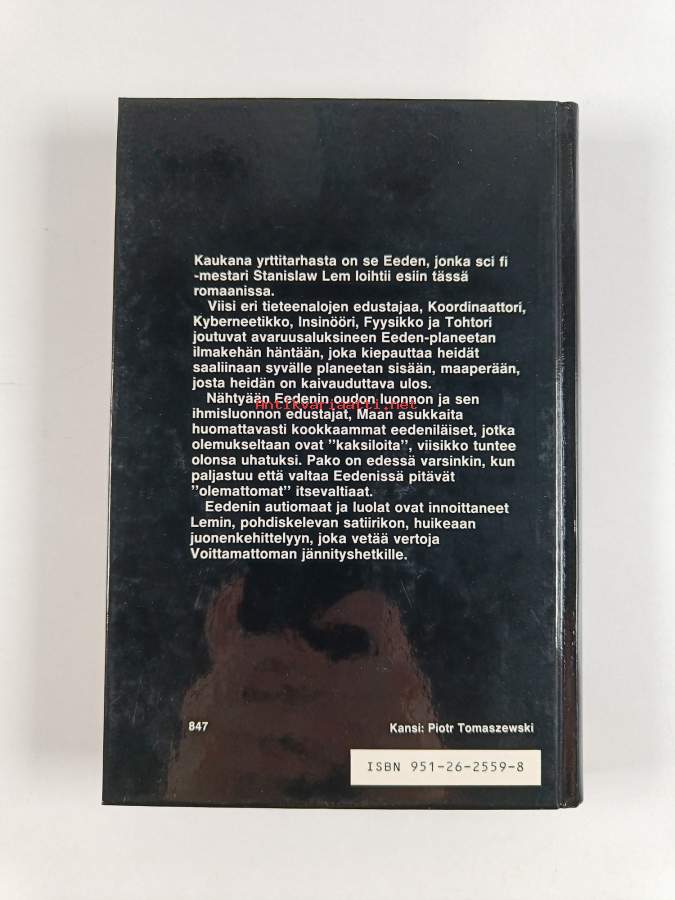 Kaukana yrttitarhasta on se Eeden, jonka sci fi
-mestari Stanislaw Lem loihtii esiin tässä
romaanissa.
Viisi eri tieteenalojen edustajaa, Koordinaattori,
Kyberneetikko, Insinööri, Fyysikko ja Tohtori
joutuvat avaruusaluksineen Eeden-planeetan
ilmakehän häntään, joka kiepauttaa heidät
saaliinaan syvälle planeetan sisään, maaperään,
josta heidän on kaivauduttava ulos.
Nähtyään Eedenin oudon luonnon ja sen
Antikvariaatti.net
ihmisluonnon edustajat, Maan asukkaita
huomattavasti kookkaammat eedeniläiset, jotka
olemukseltaan ovat "kaksiloita", viisikko tuntee
olonsa uhatuksi. Pako on edessä varsinkin, kun
paljastuu että valtaa Eedenissä pitävät
"olemattomat" itsevaltiaat.
Eedenin autiomaat ja luolat ovat innoittaneet
Lemin, pohdiskelevan satiirikon, huikeaan
juonenkehittelyyn, joka vetää vertoja
Voittamattoman jännityshetkille.
847
Kansi: Piotr Tomaszewski
ISBN 951-26-2559-8